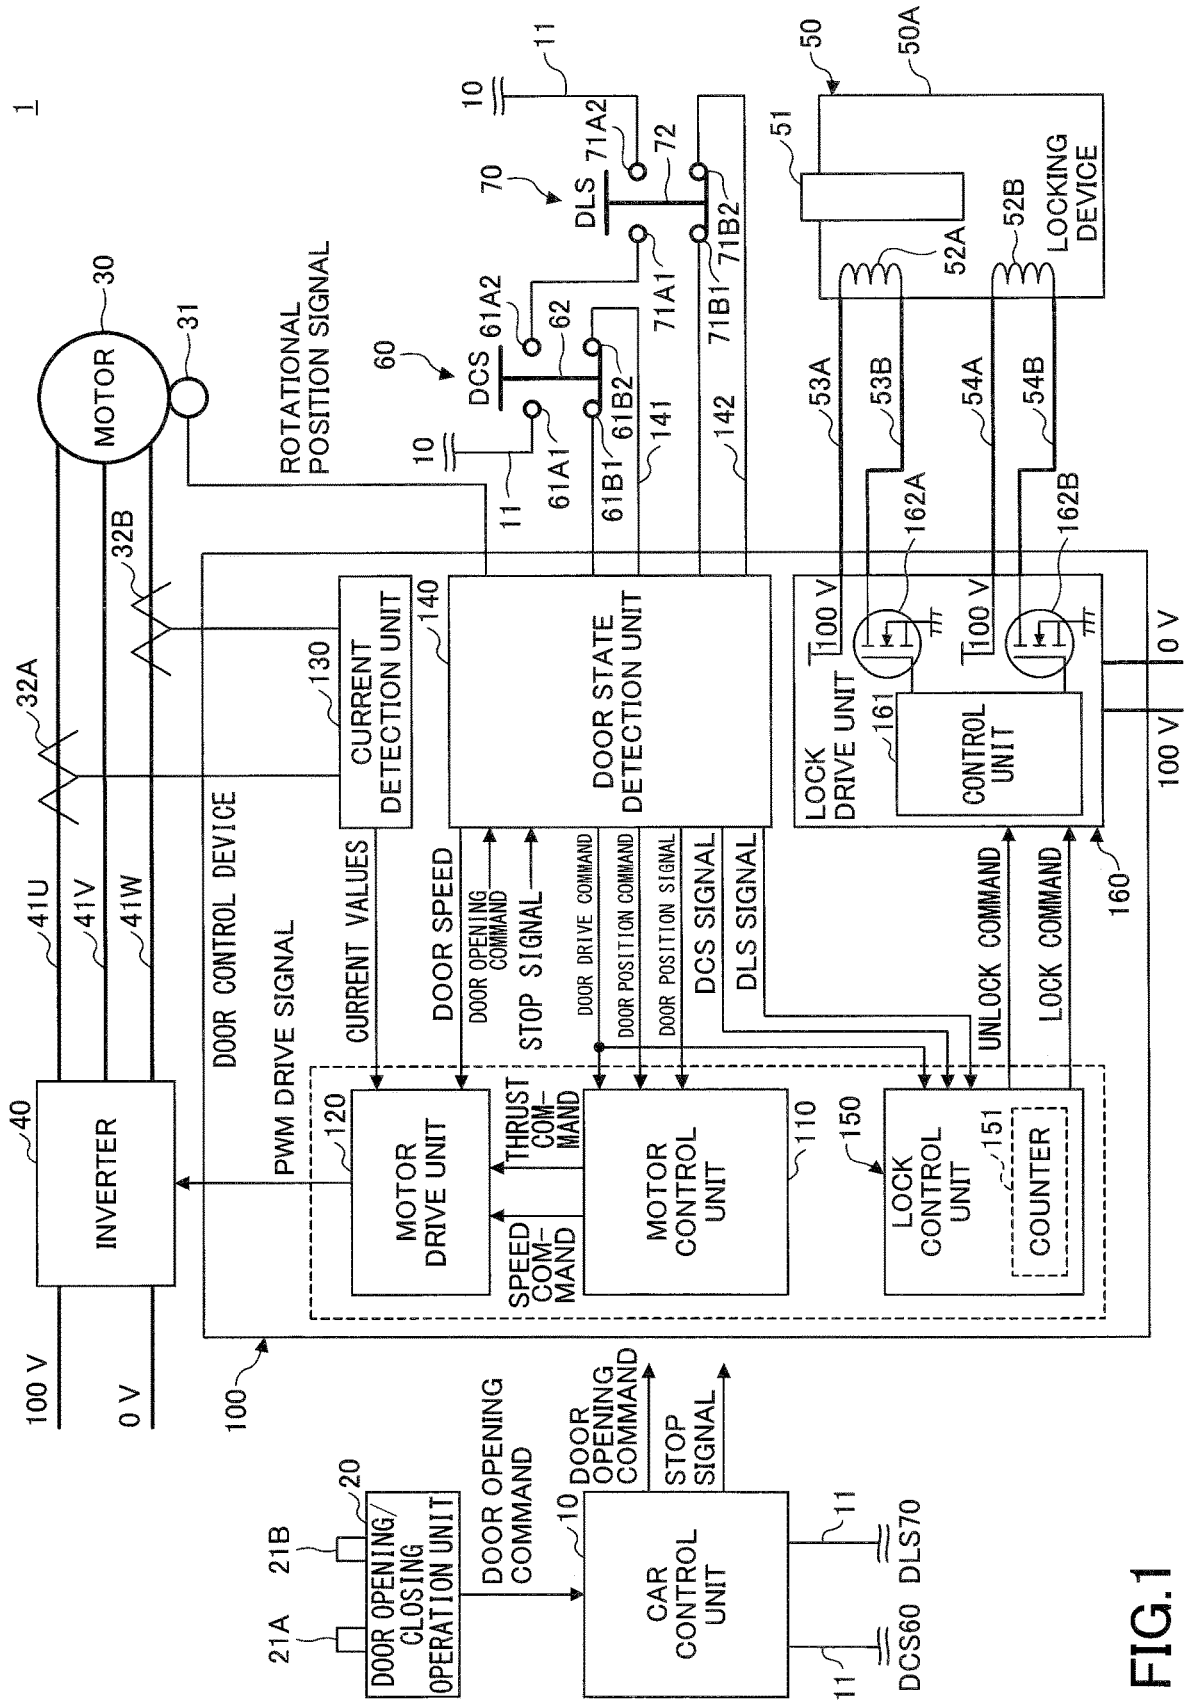 1
100 V
0 V
40
INVERTER
41U
41V
41W
32A
32B
MOTOR
30
31
ROTATIONAL
POSITION SIGNAL
PWM DRIVE SIGNAL
DOOR CONTROL DEVICE
100
21A
21B
20
DOOR OPENING/
CLOSING
OPERATION UNIT
DOOR OPENING
COMMAND
10
CAR
CONTROL
UNIT
DOOR
OPENING
COMMAND
STOP
SIGNAL
11
DCS60
11
DLS70
120
MOTOR
DRIVE UNIT
SPEED
COM-
MAND
THRUST
COM-
MAND
MOTOR
CONTROL
UNIT
110
150
LOCK
CONTROL
UNIT
151
COUNTER
CURRENT VALUES
DOOR SPEED
DOOR OPENING
COMMAND
STOP SIGNAL
DOOR DRIVE COMMAND
DOOR POSITION COMMAND
DOOR POSITION SIGNAL
DCS SIGNAL
DLS SIGNAL
UNLOCK COMMAND
LOCK COMMAND
130
CURRENT
DETECTION UNIT
140
DOOR STATE
DETECTION UNIT
LOCK
DRIVE UNIT
161
CONTROL
UNIT
160
100 V
100 V
162A
162B
100 V
0 V
10
11
60
DCS
61A1
61A2
62
61B1
61B2
141
142
70
DLS
10
11
71A1
71A2
72
71B1
71B2
53A
53B
54A
54B
50
50A
51
52A
52B
LOCKING
DEVICE
FIG.1